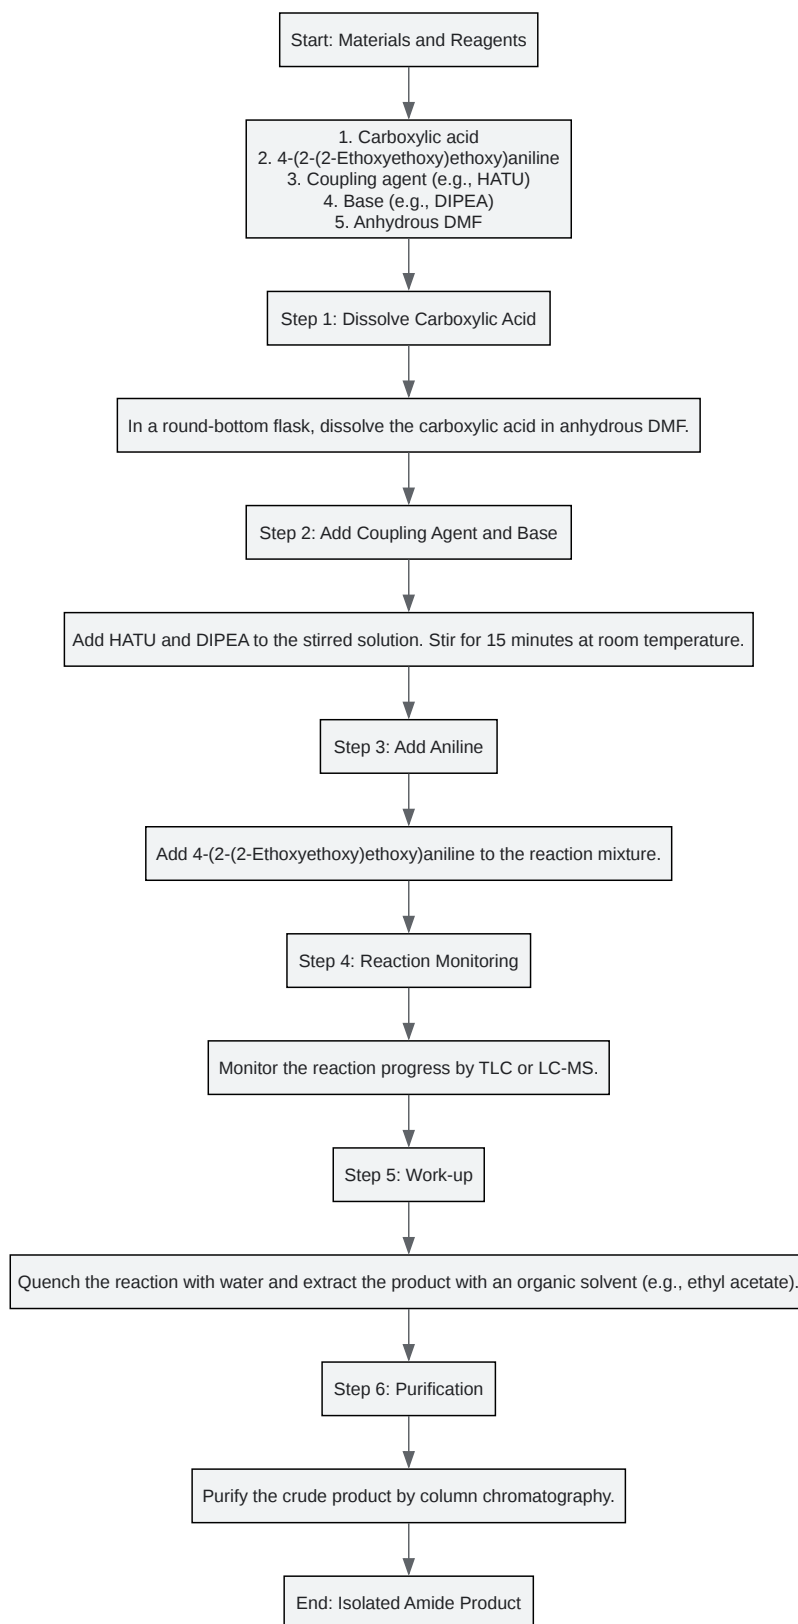 Start: Materials and Reagents
1. Carboxylic acid
2. 4-(2-(2-Ethoxyethoxy)ethoxy)aniline
3. Coupling agent (e.g., HATU)
4. Base (e.g., DIPEA)
5. Anhydrous DMF
Step 1: Dissolve Carboxylic Acid
In a round-bottom flask, dissolve the carboxylic acid in anhydrous DMF.
Step 2: Add Coupling Agent and Base
Add HATU and DIPEA to the stirred solution. Stir for 15 minutes at room temperature.
Step 3: Add Aniline
Add 4-(2-(2-Ethoxyethoxy)ethoxy)aniline to the reaction mixture.
Step 4: Reaction Monitoring
Monitor the reaction progress by TLC or LC-MS.
Step 5: Work-up
Quench the reaction with water and extract the product with an organic solvent (e.g., ethyl acetate).
Step 6: Purification
Purify the crude product by column chromatography.
End: Isolated Amide Product